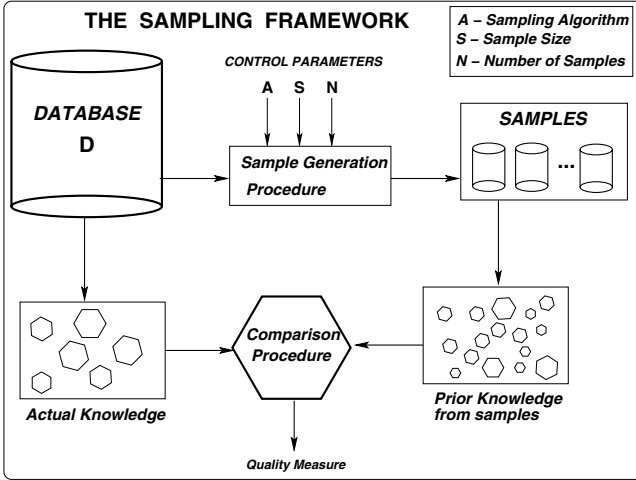 THE SAMPLING FRAMEWORK
A – Sampling Algorithm
S – Sample Size
N – Number of Samples
CONTROL PARAMETERS
A S N
DATABASE
D
Sample Generation
Procedure
SAMPLES
...
Comparison
Procedure
Actual Knowledge
Prior Knowledge
from samples
Quality Measure